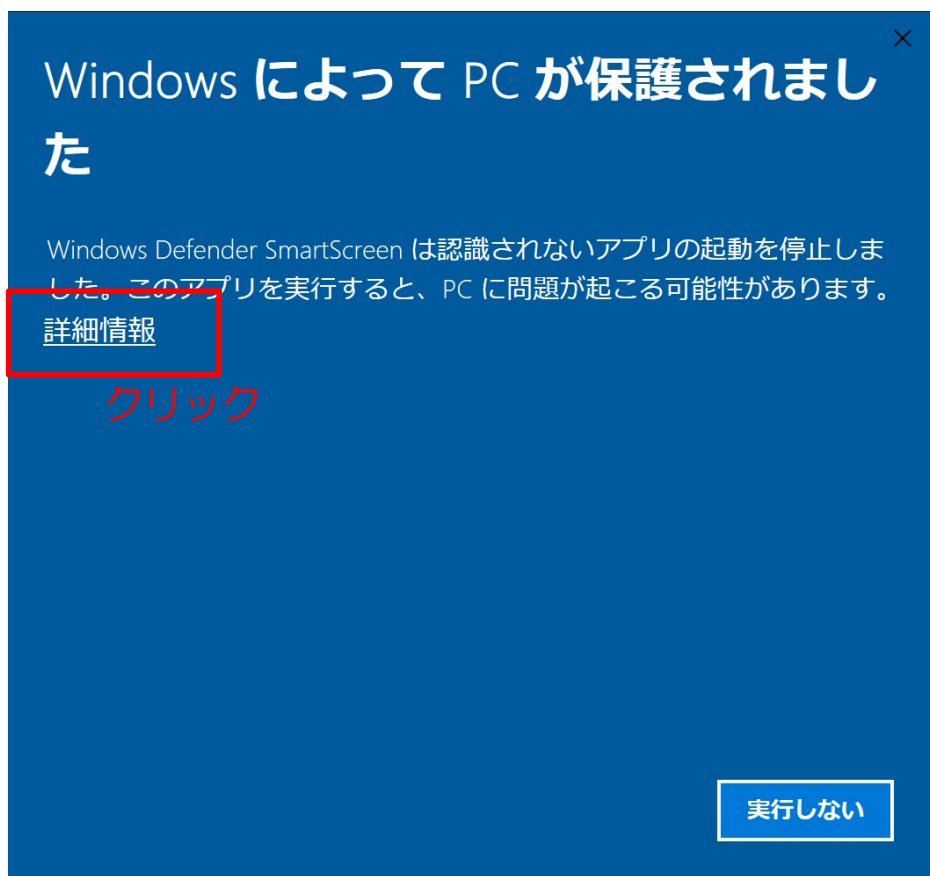 Windows によって PC が保護されまし
た
Windows Defender SmartScreen は認識されないアプリの起動を停止しま
した。このアプリを実行すると、PC に問題が起こる可能性があります。
詳細情報
クリック
実行しない